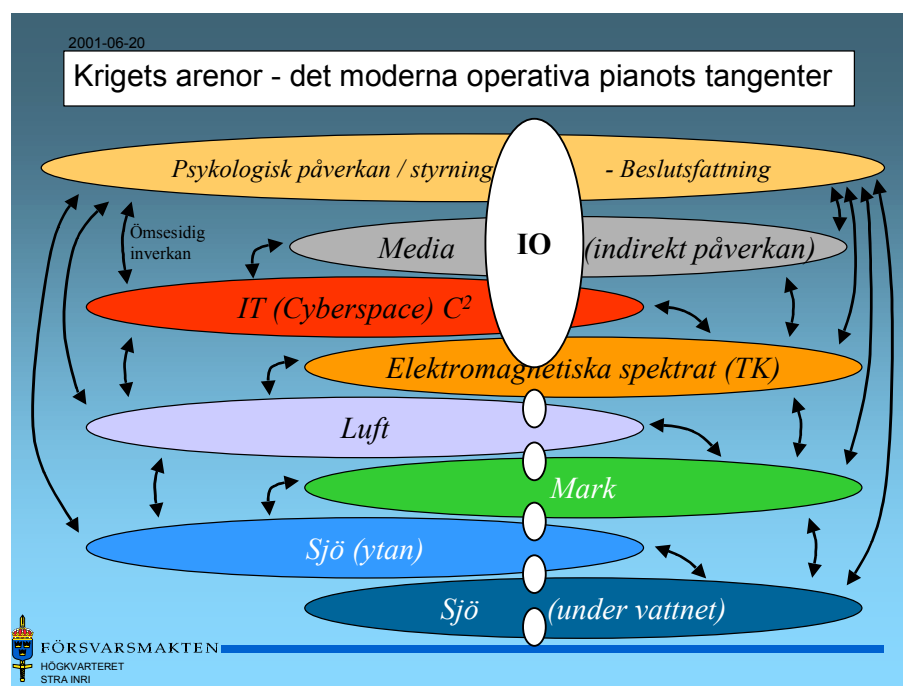 2001-06-20
Krigets arenor - det moderna operativa pianots tangenter
Psykologisk påverkan / styrning - Beslutsfattning
Ömsesidig
inverkan
Media IO (indirekt påverkan)
IT (Cyberspace) C²
Elektromagnetiska spektrat (TK)
Luft
Mark
Sjö (ytan)
Sjö (under vattnet)
FÖRSVARSMAKTEN
HÖGKVARTERET
STRA INRI